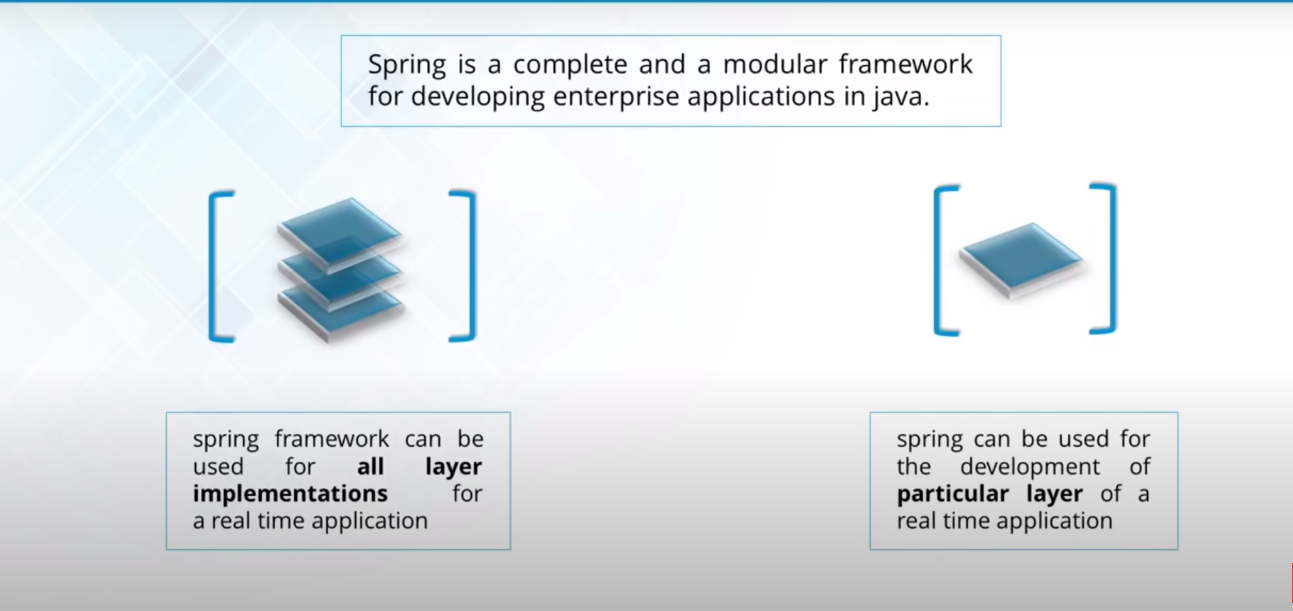 Spring is a complete and a modular framework
for developing enterprise applications in java.
spring framework can be
used for all layer
implementations for
a real time application
spring can be used for
the development of
particular layer of a
real time application